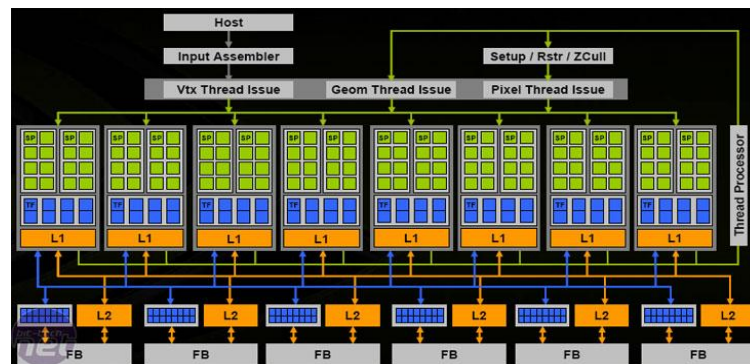 Host
Input Assembler
Setup / Rstr / ZCull
Vtx Thread Issue
Geom Thread Issue
Pixel Thread Issue
SP SP SP SP SP SP SP SP SP SP SP SP SP SP SP SP
Thread Processor
TF TF TF TF TF TF TF TF
L1 L1 L1 L1 L1 L1 L1 L1
L2 L2 L2 L2 L2 L2
FB FB FB FB FB FB